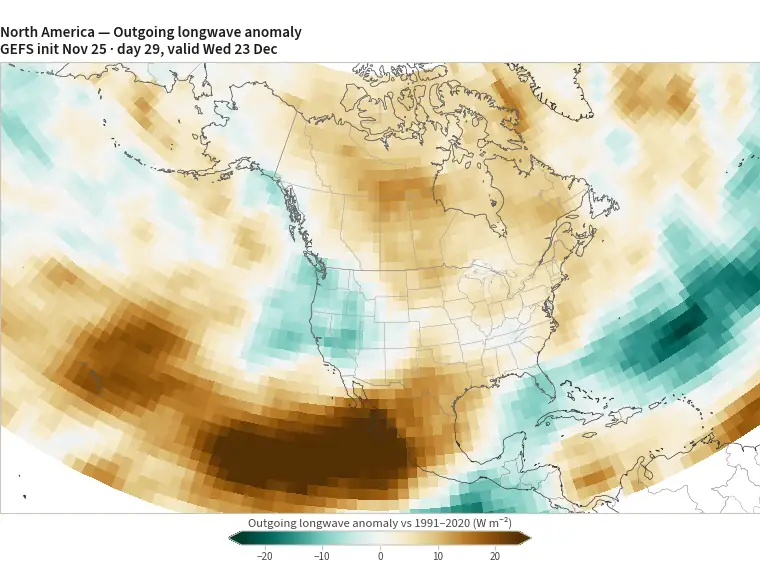 North America — Outgoing longwave anomaly
GEFS init Nov 25 · day 29, valid Wed 23 Dec
Outgoing longwave anomaly vs 1991–2020 (W m⁻²)
−20 −10 0 10 20